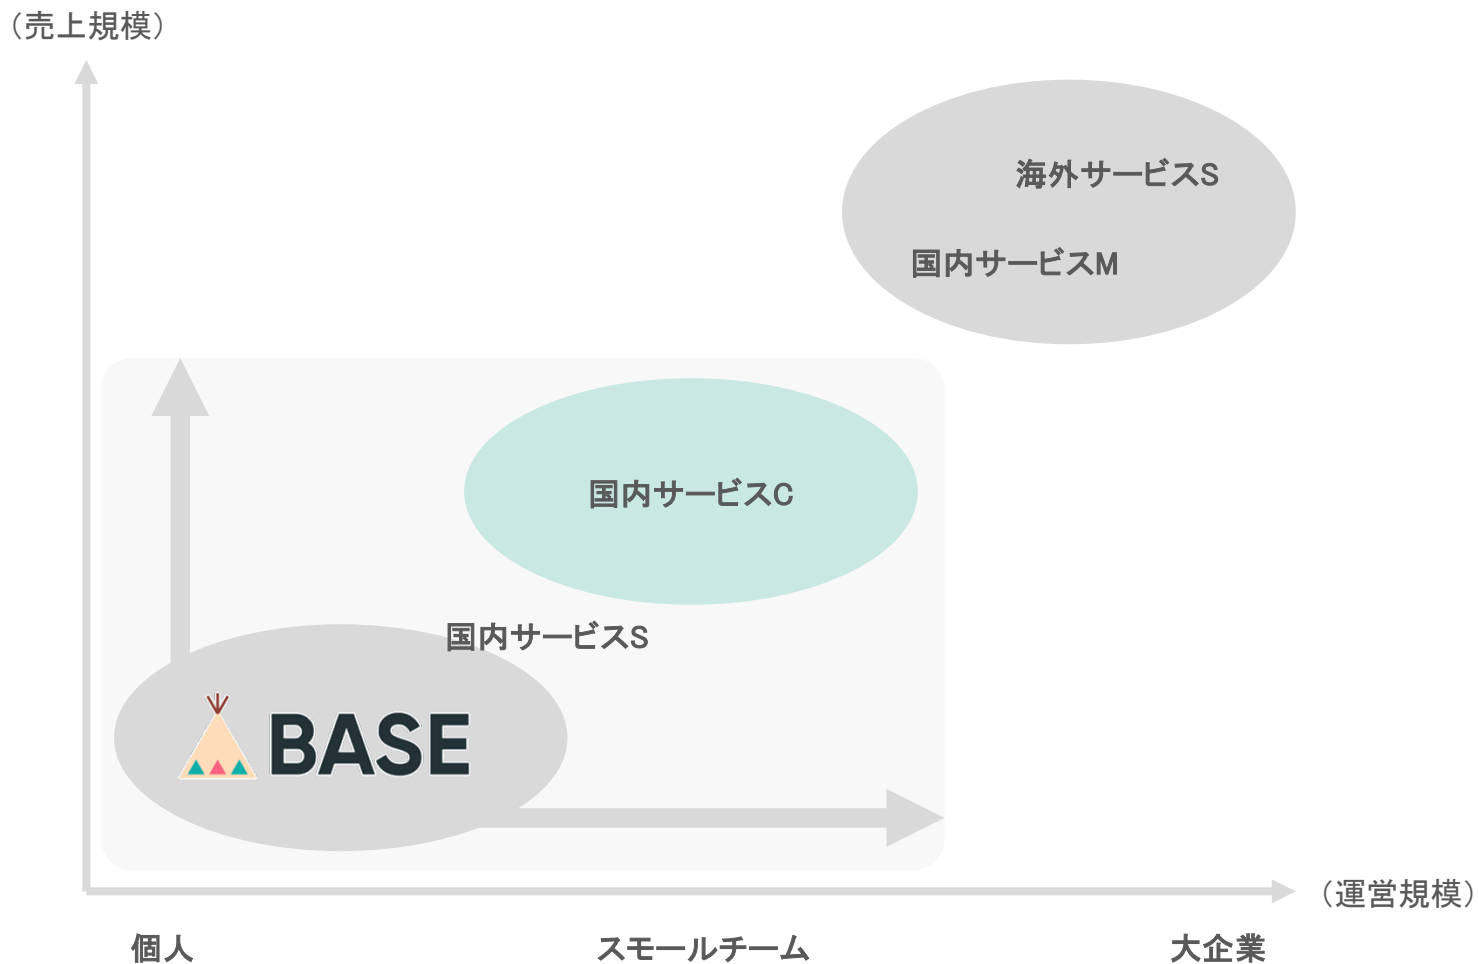 （売上規模）
海外サービスS
国内サービスM
国内サービスC
国内サービスS
BASE
（運営規模）
個人
スモールチーム
大企業